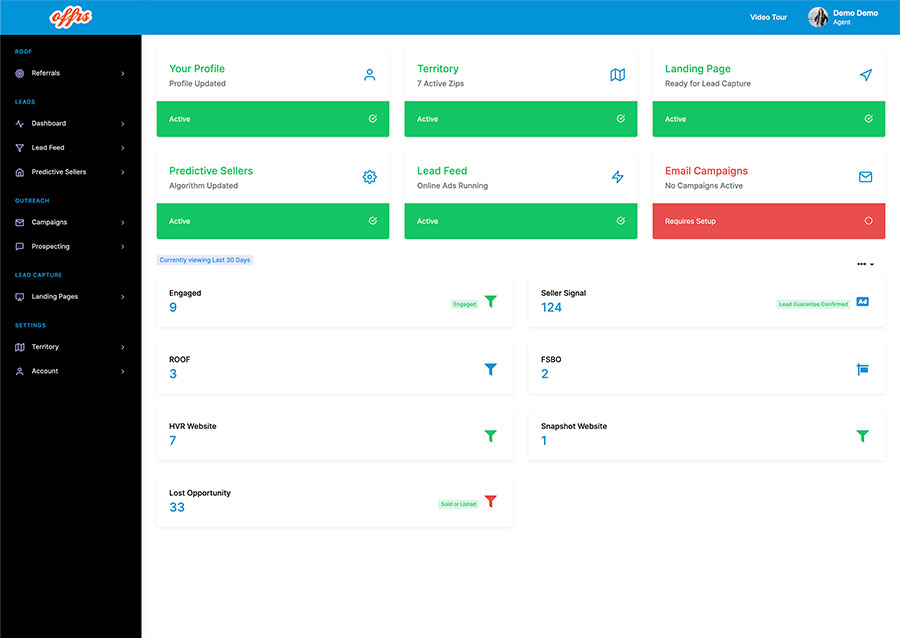 offrs
Video Tour
Demo Demo
Agent
ROOF
Referrals
LEADS
Dashboard
Lead Feed
Predictive Sellers
OUTREACH
Campaigns
Prospecting
LEAD CAPTURE
Landing Pages
SETTINGS
Territory
Account
Your Profile
Profile Updated
Active
Territory
7 Active Zips
Active
Landing Page
Ready for Lead Capture
Active
Predictive Sellers
Algorithm Updated
Active
Lead Feed
Online Ads Running
Active
Email Campaigns
No Campaigns Active
Requires Setup
Currently viewing Last 30 Days
Engaged
9
Engaged
Seller Signal
124
Lead Guarantee Confirmed
Ad
ROOF
3
FSBO
2
HVR Website
7
Snapshot Website
1
Lost Opportunity
33
Sold or Listed